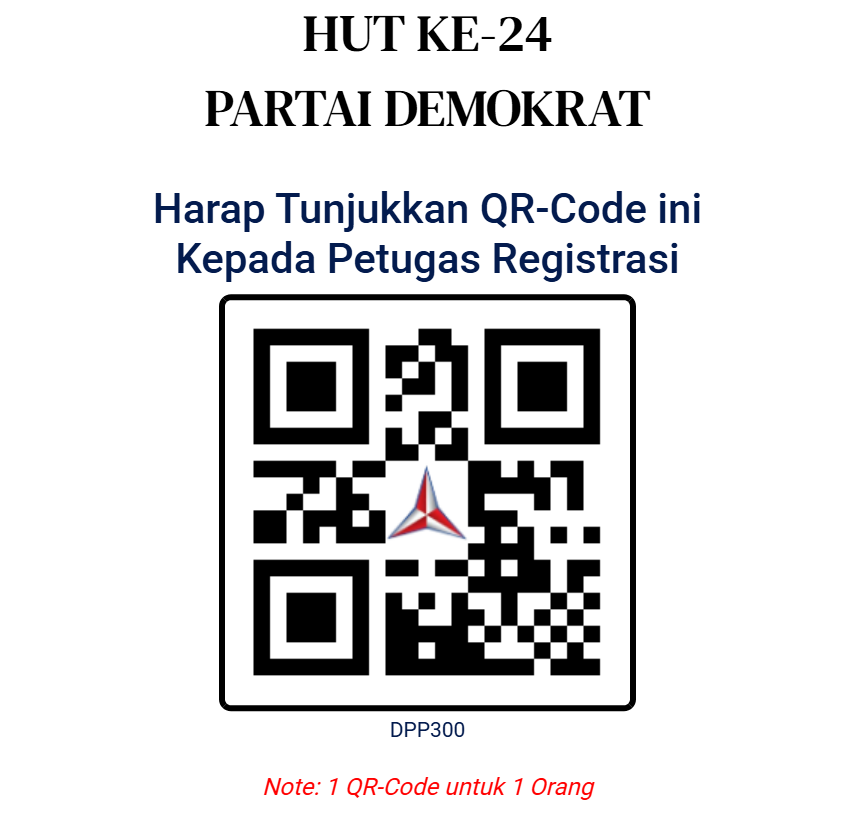 HUT KE-24
PARTAI DEMOKRAT
Harap Tunjukkan QR-Code ini
Kepada Petugas Registrasi
DPP300
Note: 1 QR-Code untuk 1 Orang